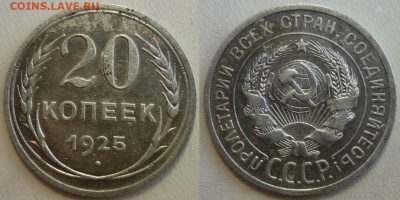 COINS.LAVE.RU
20
КОПЕЕК
1925
ПРОЛЕТАРИИ ВСЕХ СТРАН, СОЕДИНЯЙТЕСЬ!
С.С.С.Р.